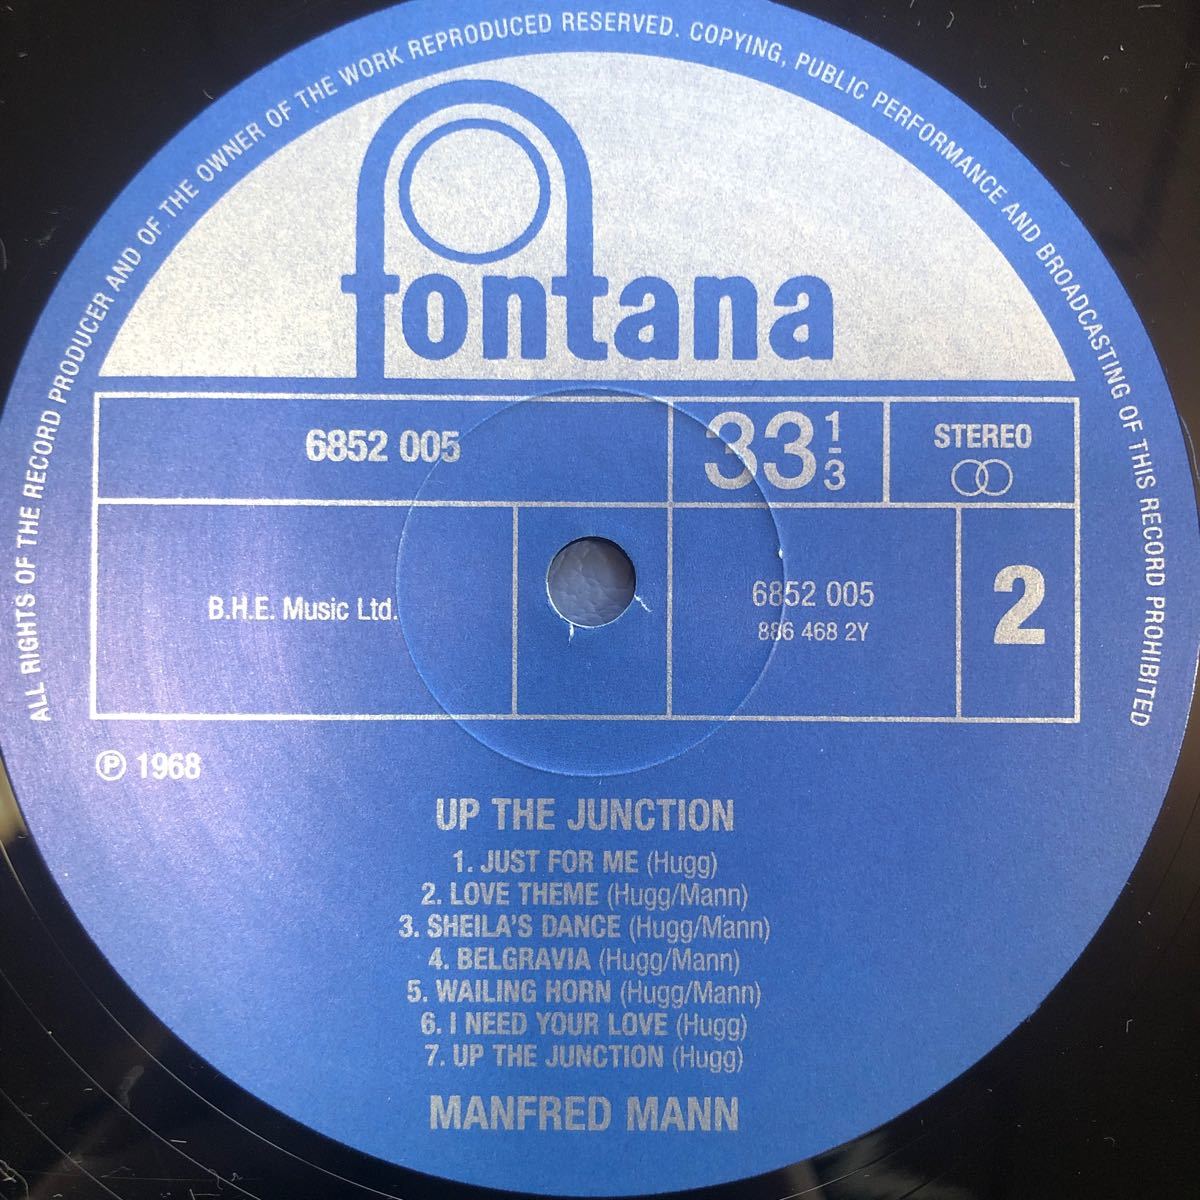 ALL RIGHTS OF THE RECORD PRODUCER AND OF THE OWNER OF THE WORK REPRODUCED RESERVED. COPYING, PUBLIC PERFORMANCE AND BROADCASTING OF THIS RECORD PROHIBITED
fontana
6852 005
33 1/3
STEREO
B.H.E. Music Ltd.
6852 005
886 468 2Y
2
℗ 1968
UP THE JUNCTION
1. JUST FOR ME (Hugg)
2. LOVE THEME (Hugg/Mann)
3. SHEILA'S DANCE (Hugg/Mann)
4. BELGRAVIA (Hugg/Mann)
5. WAILING HORN (Hugg/Mann)
6. I NEED YOUR LOVE (Hugg)
7. UP THE JUNCTION (Hugg)
MANFRED MANN